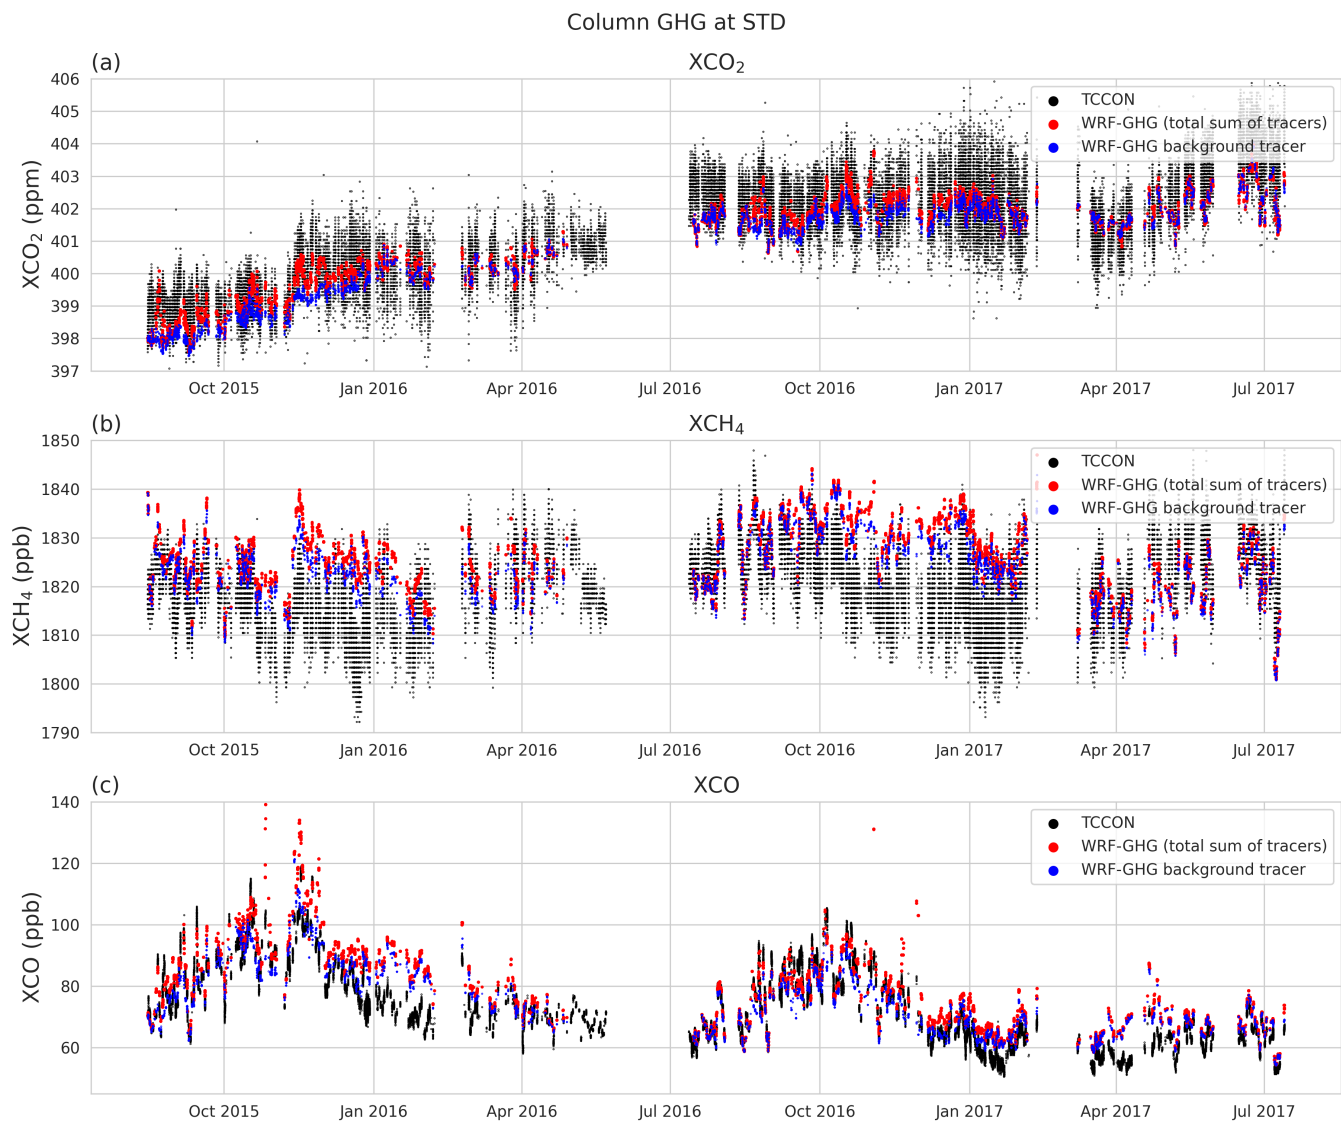 Column GHG at STD
(a) XCO₂
XCO₂ (ppm)
406
405
404
403
402
401
400
399
398
397
TCCON
WRF-GHG (total sum of tracers)
WRF-GHG background tracer
Oct 2015 Jan 2016 Apr 2016 Jul 2016 Oct 2016 Jan 2017 Apr 2017 Jul 2017
(b) XCH₄
XCH₄ (ppb)
1850
1840
1830
1820
1810
1800
1790
TCCON
WRF-GHG (total sum of tracers)
WRF-GHG background tracer
Oct 2015 Jan 2016 Apr 2016 Jul 2016 Oct 2016 Jan 2017 Apr 2017 Jul 2017
(c) XCO
XCO (ppb)
140
120
100
80
60
TCCON
WRF-GHG (total sum of tracers)
WRF-GHG background tracer
Oct 2015 Jan 2016 Apr 2016 Jul 2016 Oct 2016 Jan 2017 Apr 2017 Jul 2017